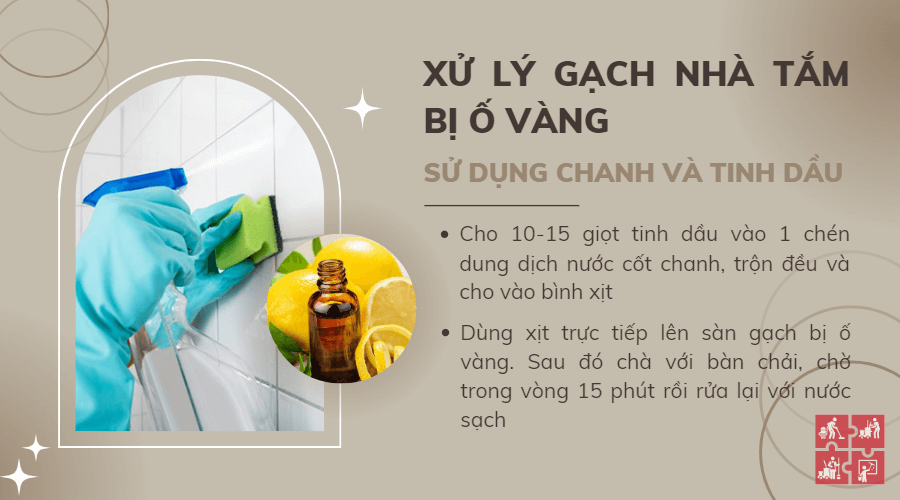 XỬ LÝ GẠCH NHÀ TẮM
BỊ Ố VÀNG
SỬ DỤNG CHANH VÀ TINH DẦU
• Cho 10-15 giọt tinh dầu vào 1 chén
dung dịch nước cốt chanh, trộn đều và
cho vào bình xịt
• Dùng xịt trực tiếp lên sàn gạch bị ố
vàng. Sau đó chà với bàn chải, chờ
trong vòng 15 phút rồi rửa lại với nước
sạch